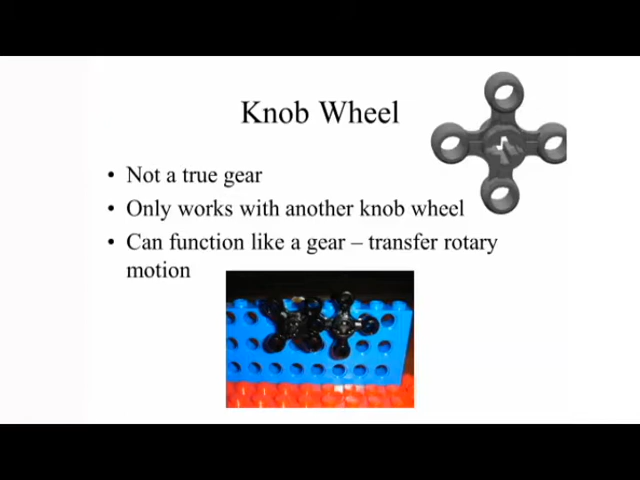 Knob Wheel
• Not a true gear
• Only works with another knob wheel
• Can function like a gear – transfer rotary
motion